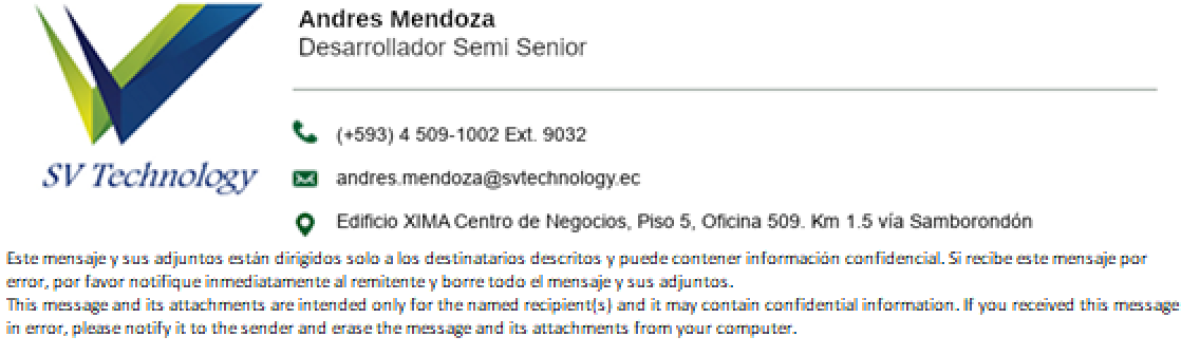 Andres Mendoza
Desarrollador Semi Senior
(+593) 4 509-1002 Ext. 9032
SV Technology
andres.mendoza@svtechnology.ec
Edificio XIMA Centro de Negocios, Piso 5, Oficina 509. Km 1.5 vía Samborondón
Este mensaje y sus adjuntos están dirigidos solo a los destinatarios descritos y puede contener información confidencial. Si recibe este mensaje por
error, por favor notifique inmediatamente al remitente y borre todo el mensaje y sus adjuntos.
This message and its attachments are intended only for the named recipient(s) and it may contain confidential information. If you received this message
in error, please notify it to the sender and erase the message and its attachments from your computer.